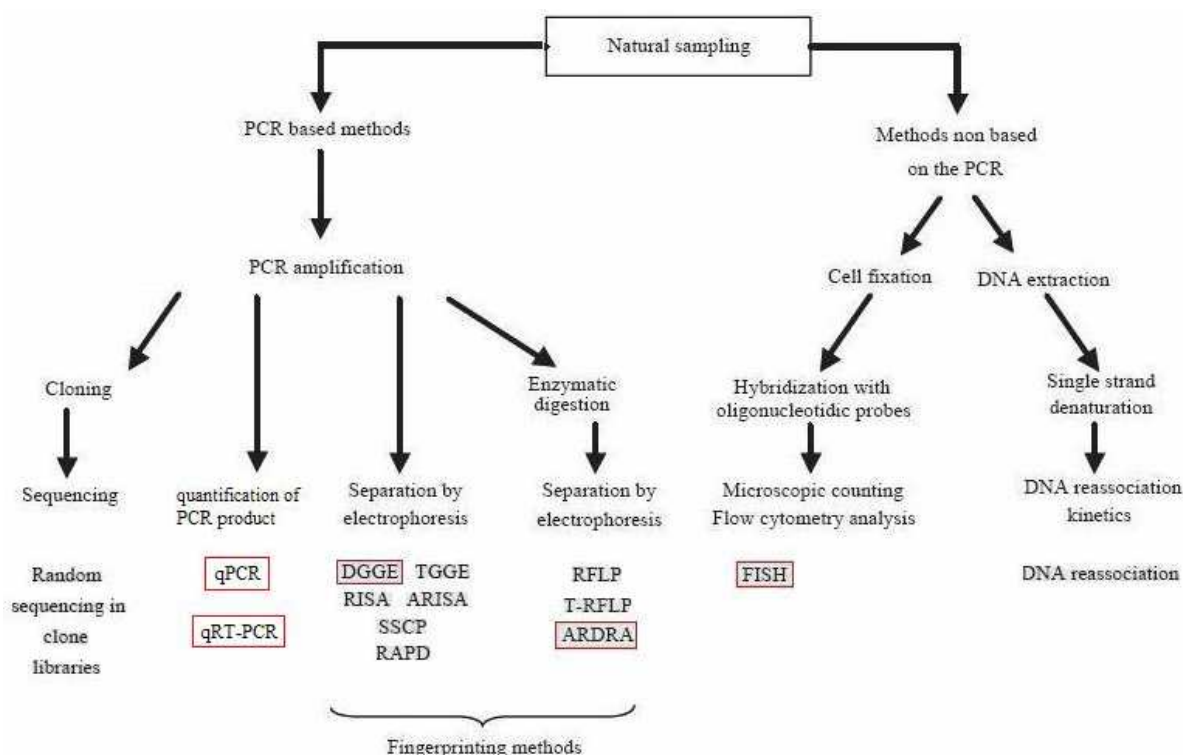 Natural sampling
PCR based methods
Methods non based
on the PCR
PCR amplification
Cell fixation
DNA extraction
Cloning
Enzymatic
digestion
Hybridization with
oligonucleotidic probes
Single strand
denaturation
Sequencing
quantification of
PCR product
Separation by
electrophoresis
Separation by
electrophoresis
Microscopic counting
Flow cytometry analysis
DNA reassociation
kinetics
Random
sequencing in
clone
libraries
qPCR
qRT-PCR
DGGE TGGE
RISA ARISA
SSCP
RAPD
RFLP
T-RFLP
ARDRA
FISH
DNA reassociation
Fingerprinting methods